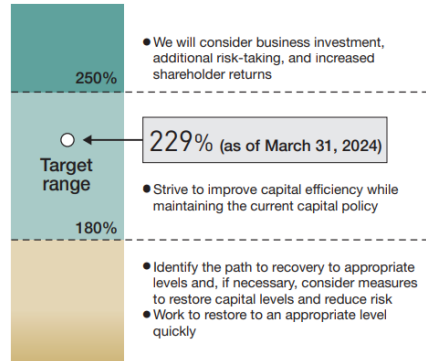 ● We will consider business investment,
additional risk-taking, and increased
shareholder returns
250%
229% (as of March 31, 2024)
Target
range
● Strive to improve capital efficiency while
maintaining the current capital policy
180%
● Identify the path to recovery to appropriate
levels and, if necessary, consider measures
to restore capital levels and reduce risk
● Work to restore to an appropriate level
quickly